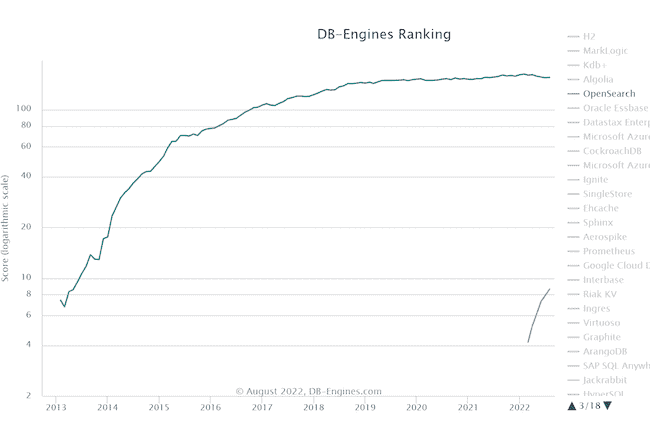 DB-Engines Ranking
Score (logarithmic scale)
100
80
60
40
20
10
8
6
4
2
2013 2014 2015 2016 2017 2018 2019 2020 2021 2022
© August 2022, DB-Engines.com
H2
MarkLogic
Kdb+
Algolia
OpenSearch
Oracle Essbase
Datastax Enterp
Microsoft Azure
CockroachDB
Microsoft Azure
Ignite
SingleStore
Ehcache
Sphinx
Aerospike
Prometheus
Google Cloud D
Interbase
Riak KV
Ingres
Virtuoso
Graphite
ArangoDB
SAP SQL Anywh
Jackrabbit
HyperSQL
▲ 3/18 ▼